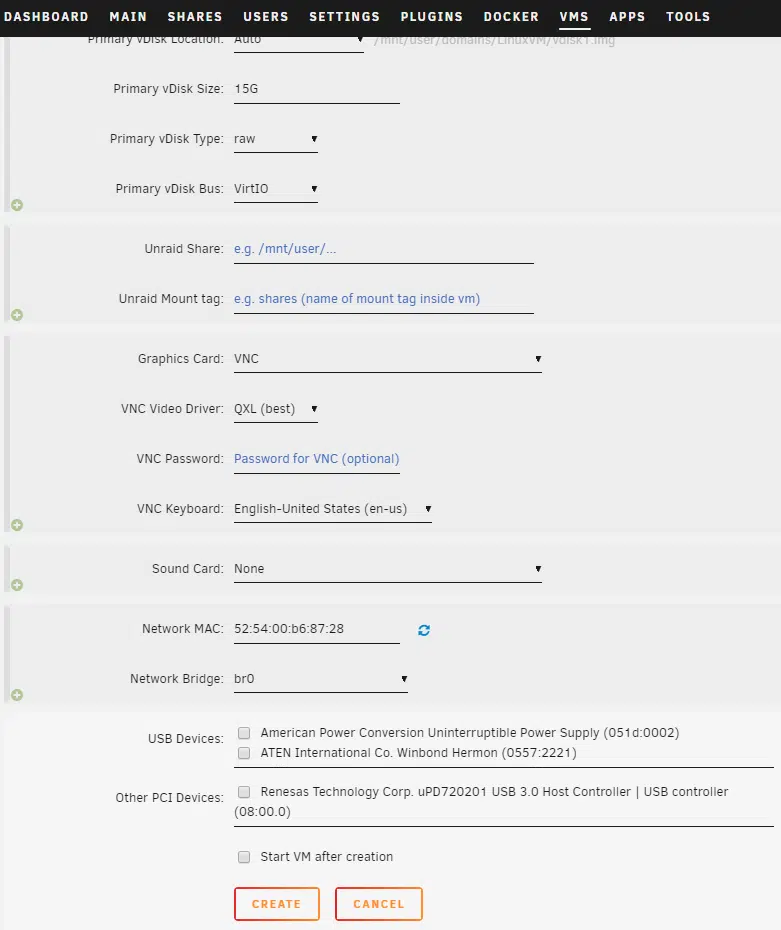 DASHBOARD MAIN SHARES USERS SETTINGS PLUGINS DOCKER VMS APPS TOOLS
Primary vDisk Location: Auto /mnt/user/domains/LinuxVM/vdisk1.img
Primary vDisk Size: 15G
Primary vDisk Type: raw
Primary vDisk Bus: VirtIO
Unraid Share: e.g. /mnt/user/...
Unraid Mount tag: e.g. shares (name of mount tag inside vm)
Graphics Card: VNC
VNC Video Driver: QXL (best)
VNC Password: Password for VNC (optional)
VNC Keyboard: English-United States (en-us)
Sound Card: None
Network MAC: 52:54:00:b6:87:28
Network Bridge: br0
USB Devices: American Power Conversion Uninterruptible Power Supply (051d:0002)
ATEN International Co. Winbond Hermon (0557:2221)
Other PCI Devices: Renesas Technology Corp. uPD720201 USB 3.0 Host Controller | USB controller
(08:00.0)
Start VM after creation
CREATE CANCEL